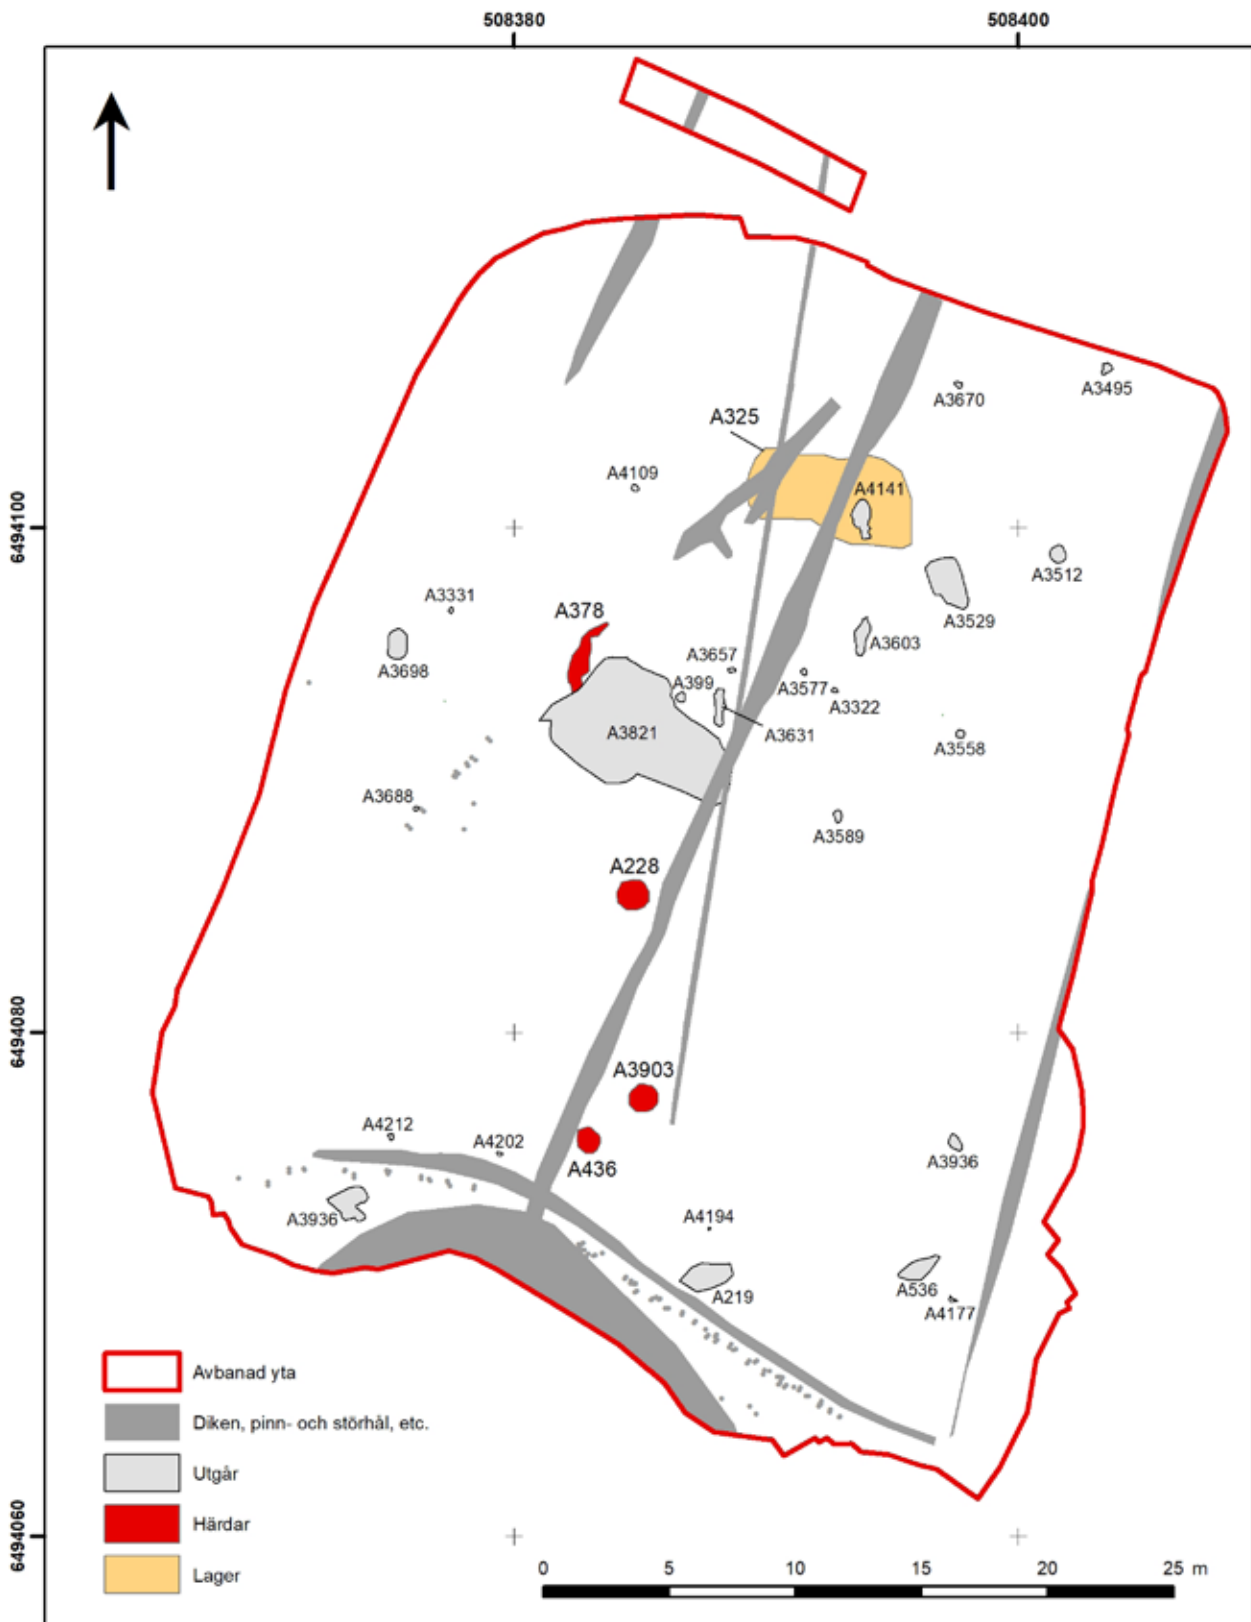 508380 508400
A3670
A3495
A325
A4109
A4141
6494100
A3512
A3331
A378
A3529
A3603
A3657
A3698
A399
A3577
A3322
A3821
A3631
A3558
A3688
A3589
A228
6494080
A3903
A4212
A4202
A436
A3936
A3936
A4194
A536
A219
A4177
Avbanad yta
Diken, pinn- och störhål, etc.
Utgår
Härdar
Lager
6494060
0 5 10 15 20 25 m